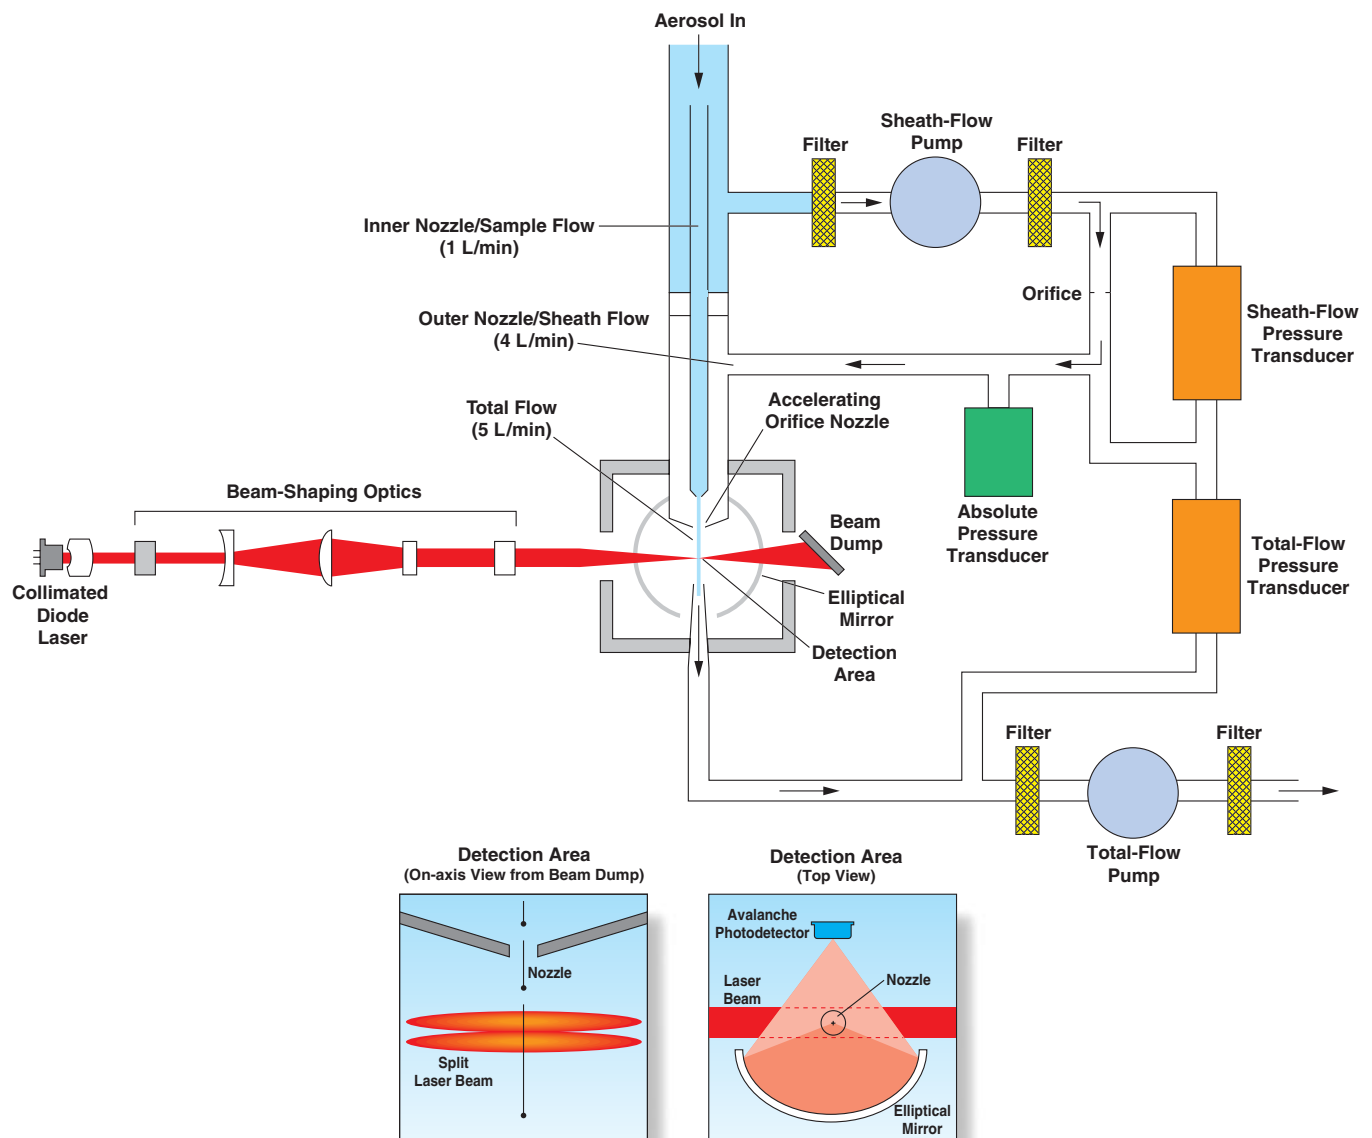 Aerosol In
Sheath-Flow
Pump
Filter
Filter
Inner Nozzle/Sample Flow
(1 L/min)
Orifice
Outer Nozzle/Sheath Flow
(4 L/min)
Sheath-Flow
Pressure
Transducer
Total Flow
(5 L/min)
Accelerating
Orifice Nozzle
Beam-Shaping Optics
Absolute
Pressure
Transducer
Beam
Dump
Total-Flow
Pressure
Transducer
Collimated
Diode
Laser
Elliptical
Mirror
Detection
Area
Filter
Filter
Total-Flow
Pump
Detection Area
(On-axis View from Beam Dump)
Nozzle
Split
Laser Beam
Detection Area
(Top View)
Avalanche
Photodetector
Laser
Beam
Nozzle
Elliptical
Mirror